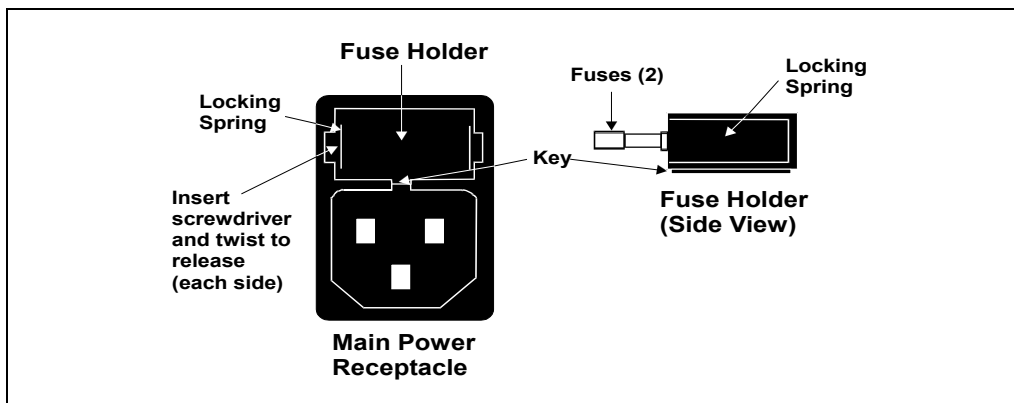 Fuse Holder
Locking
Spring
Insert
screwdriver
and twist to
release
(each side)
Key
Main Power
Receptacle
Fuses (2)
Locking
Spring
Fuse Holder
(Side View)